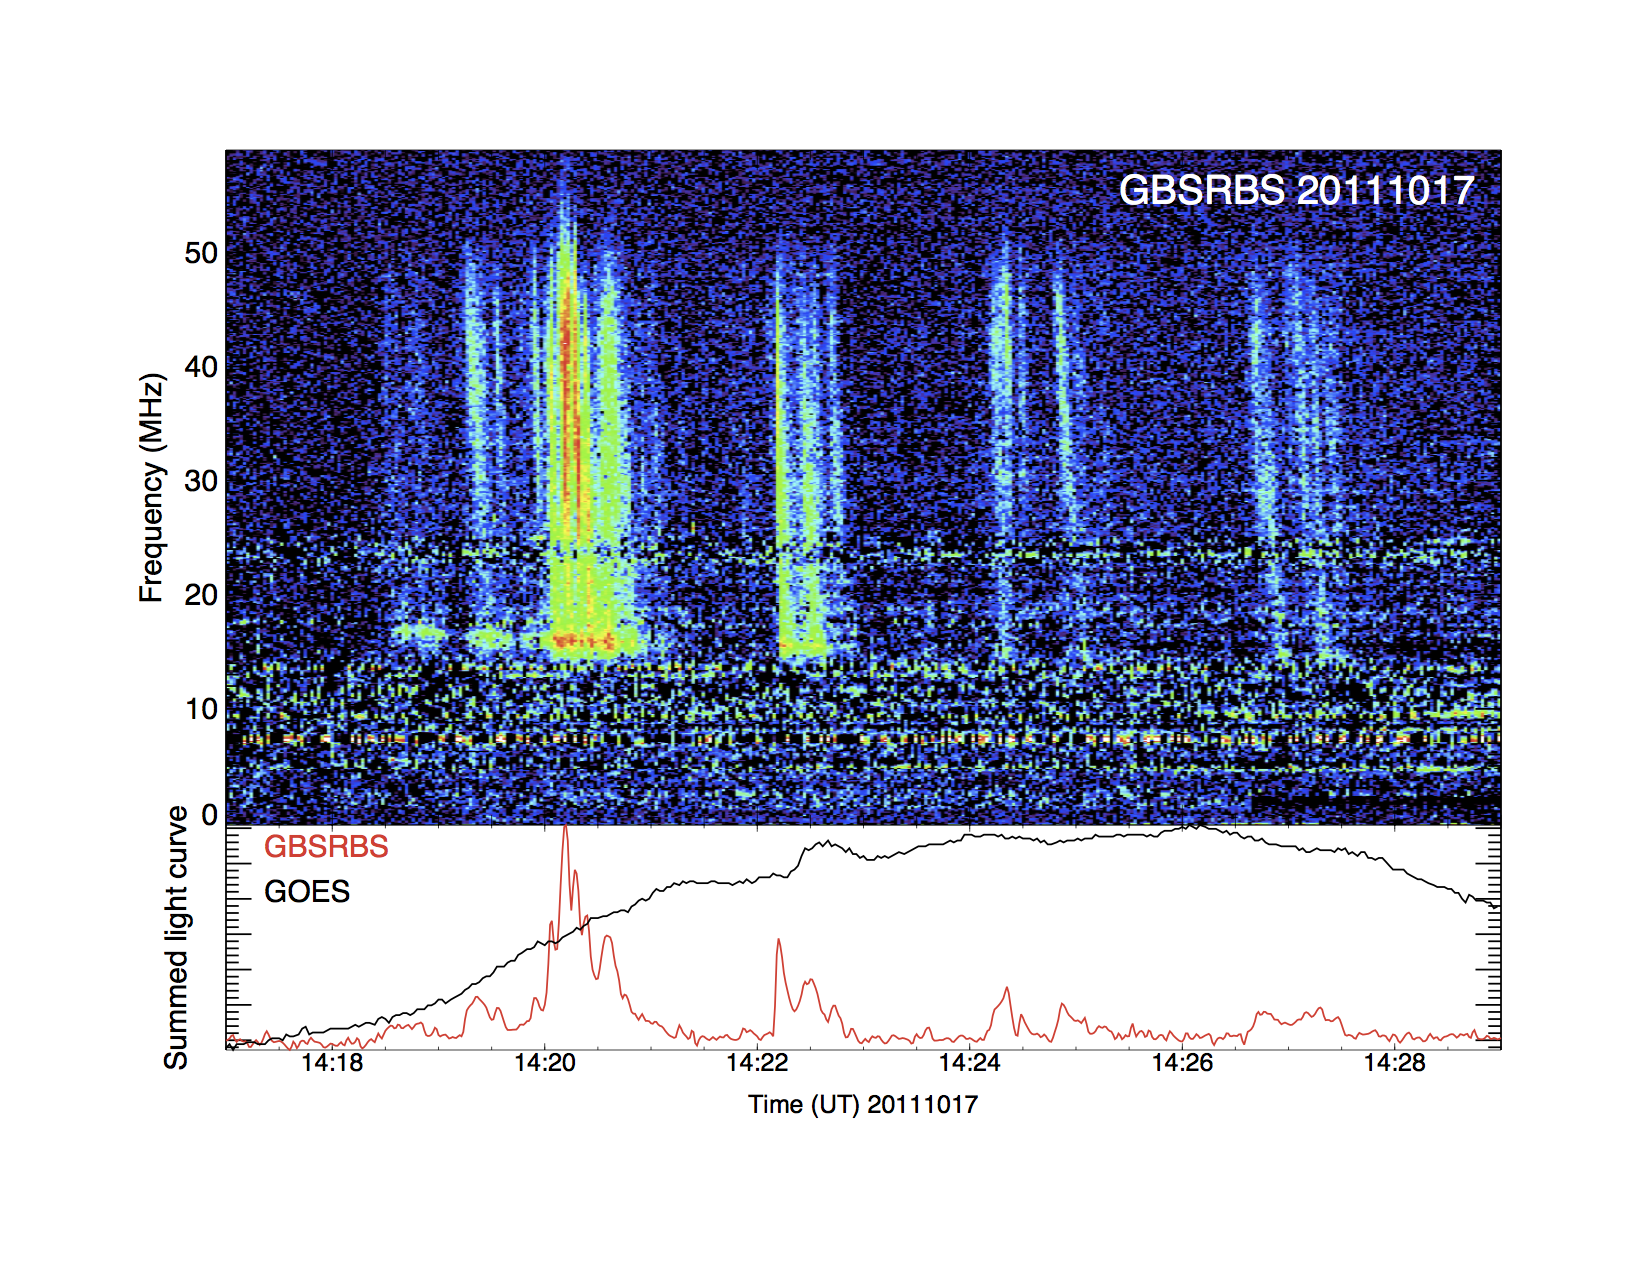 GBSRBS 20111017
50
40
30
20
10
0
Frequency (MHz)
GBSRBS
GOES
Summed light curve
14:18 14:20 14:22 14:24 14:26 14:28
Time (UT) 20111017